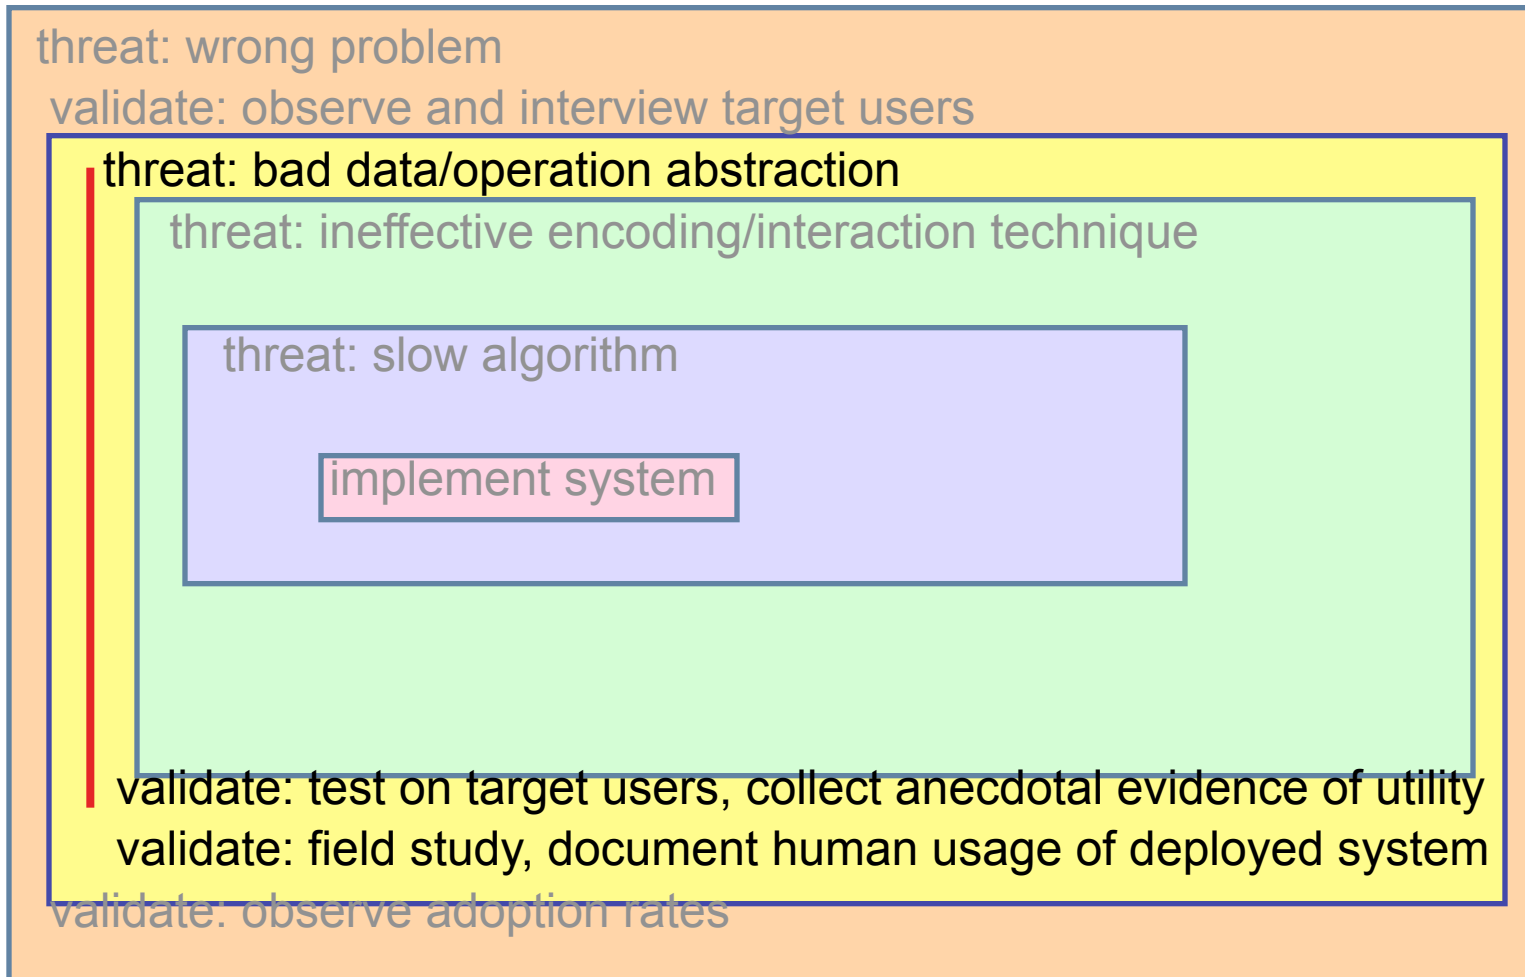 threat: wrong problem
validate: observe and interview target users
threat: bad data/operation abstraction
threat: ineffective encoding/interaction technique
threat: slow algorithm
implement system
validate: test on target users, collect anecdotal evidence of utility
validate: field study, document human usage of deployed system
validate: observe adoption rates